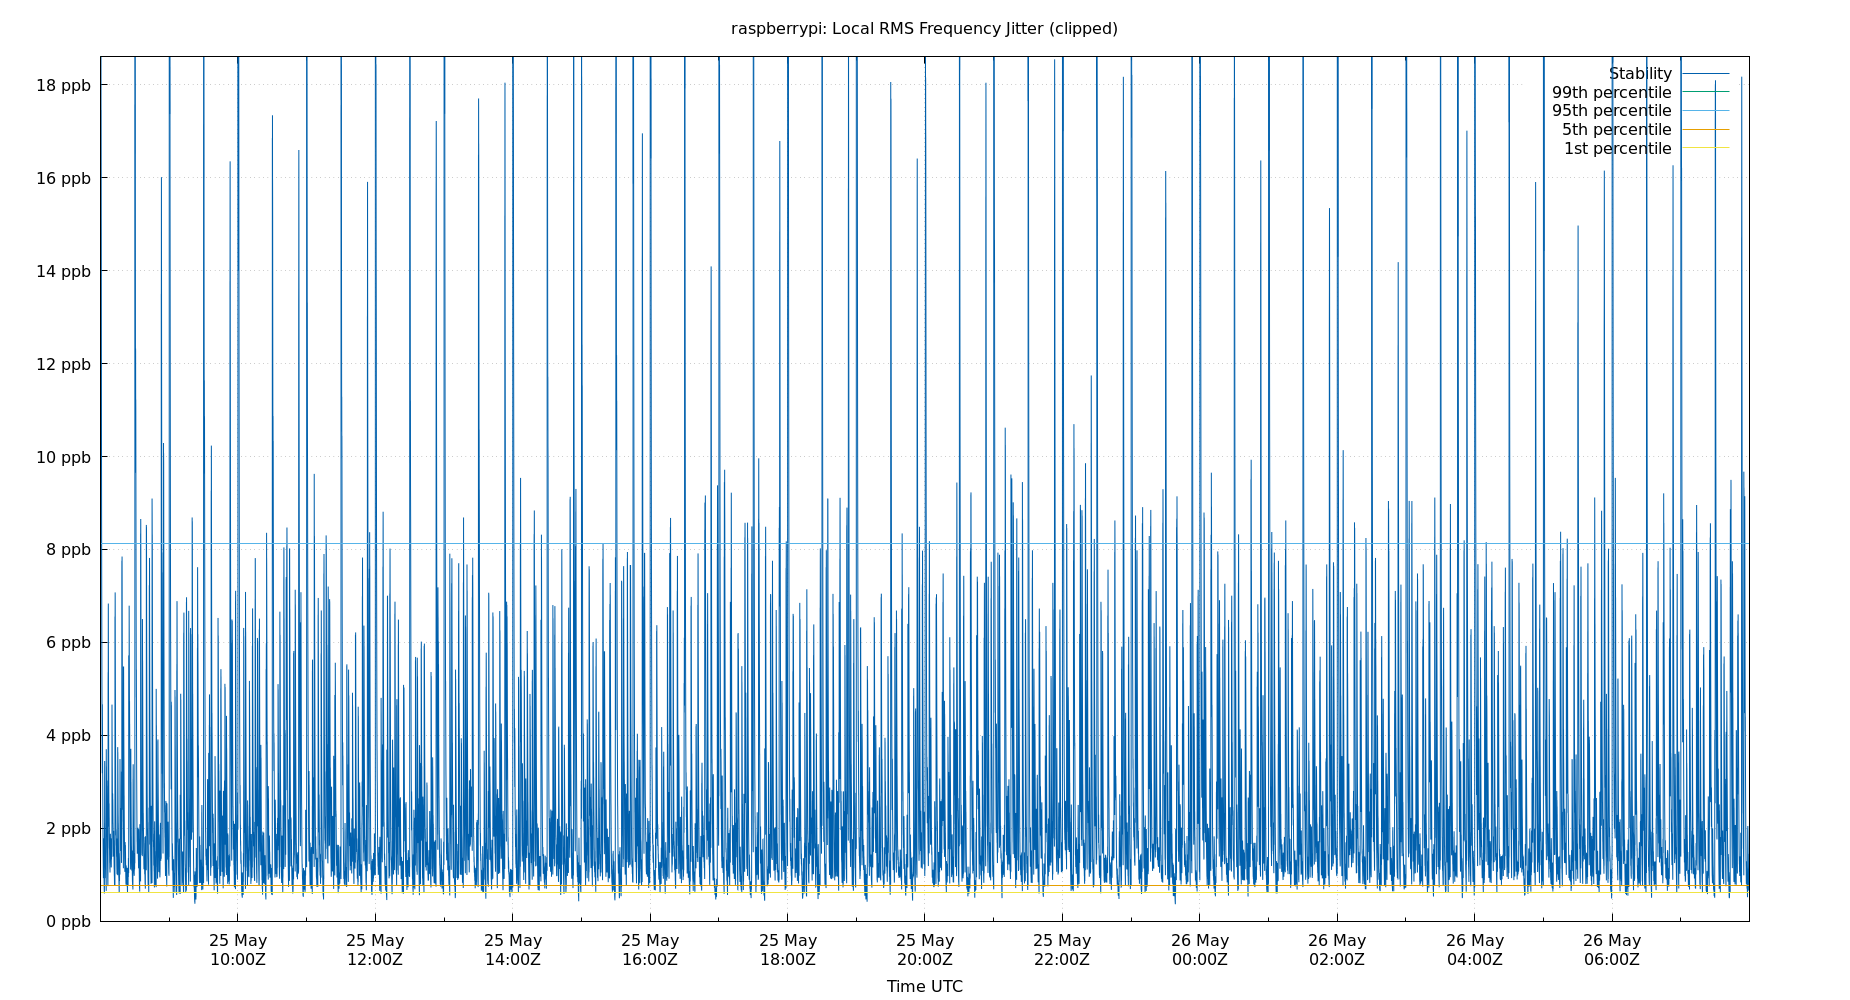 raspberrypi: Local RMS Frequency Jitter (clipped)
18 ppb
16 ppb
14 ppb
12 ppb
10 ppb
8 ppb
6 ppb
4 ppb
2 ppb
0 ppb
Stability
99th percentile
95th percentile
5th percentile
1st percentile
25 May 25 May 25 May 25 May 25 May 25 May 25 May 26 May 26 May 26 May 26 May
10:00Z 12:00Z 14:00Z 16:00Z 18:00Z 20:00Z 22:00Z 00:00Z 02:00Z 04:00Z 06:00Z
Time UTC